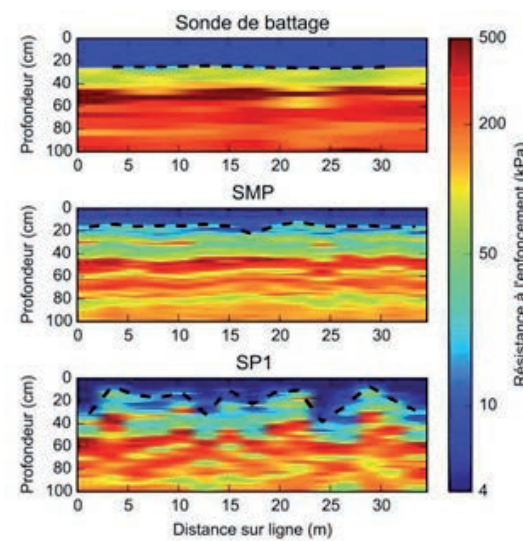 Sonde de battage
0
20
40
60
80
100
Profondeur (cm)
0 5 10 15 20 25 30
SMP
0
20
40
60
80
100
Profondeur (cm)
0 5 10 15 20 25 30
SP1
0
20
40
60
80
100
Profondeur (cm)
0 5 10 15 20 25 30
Distance sur ligne (m)
500
200
50
10
4
Résistance à l'enfoncement (kPa)